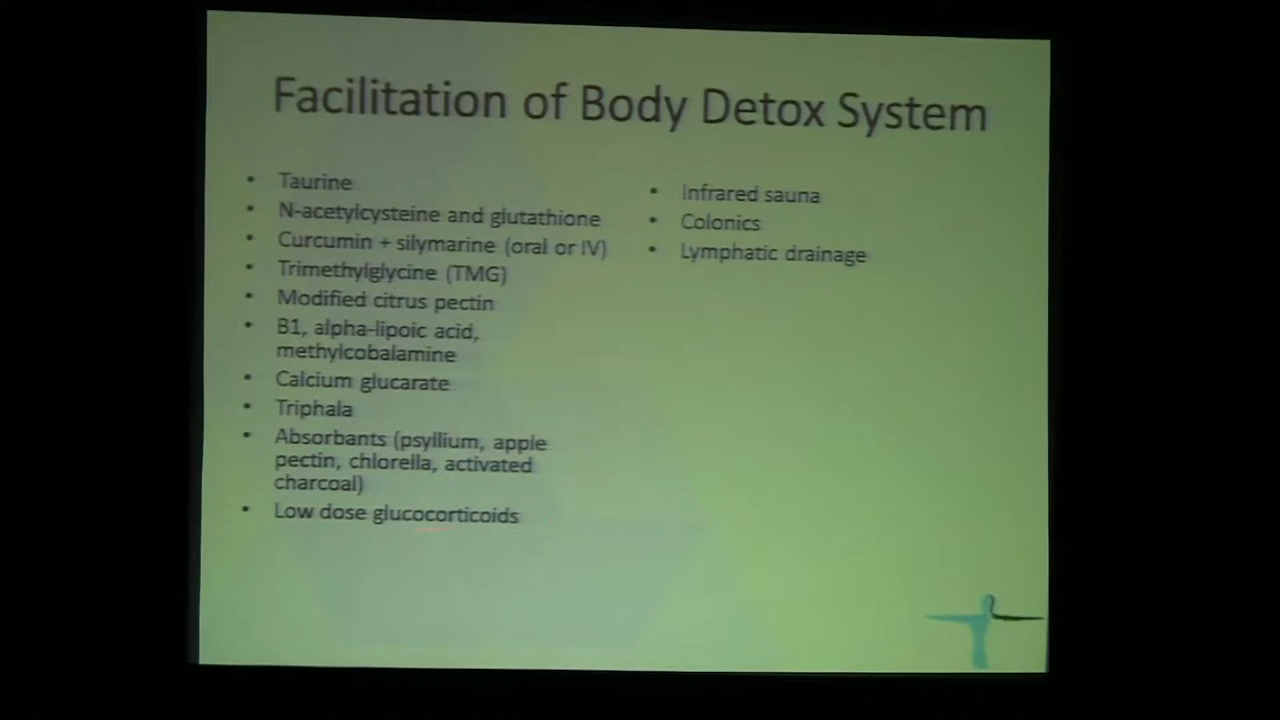 Facilitation of Body Detox System
• Taurine
• N-acetylcysteine and glutathione
• Curcumin + silymarine (oral or IV)
• Trimethylglycine (TMG)
• Modified citrus pectin
• B1, alpha-lipoic acid,
methylcobalamine
• Calcium glucarate
• Triphala
• Absorbants (psyllium, apple
pectin, chlorella, activated
charcoal)
• Low dose glucocorticoids
• Infrared sauna
• Colonics
• Lymphatic drainage